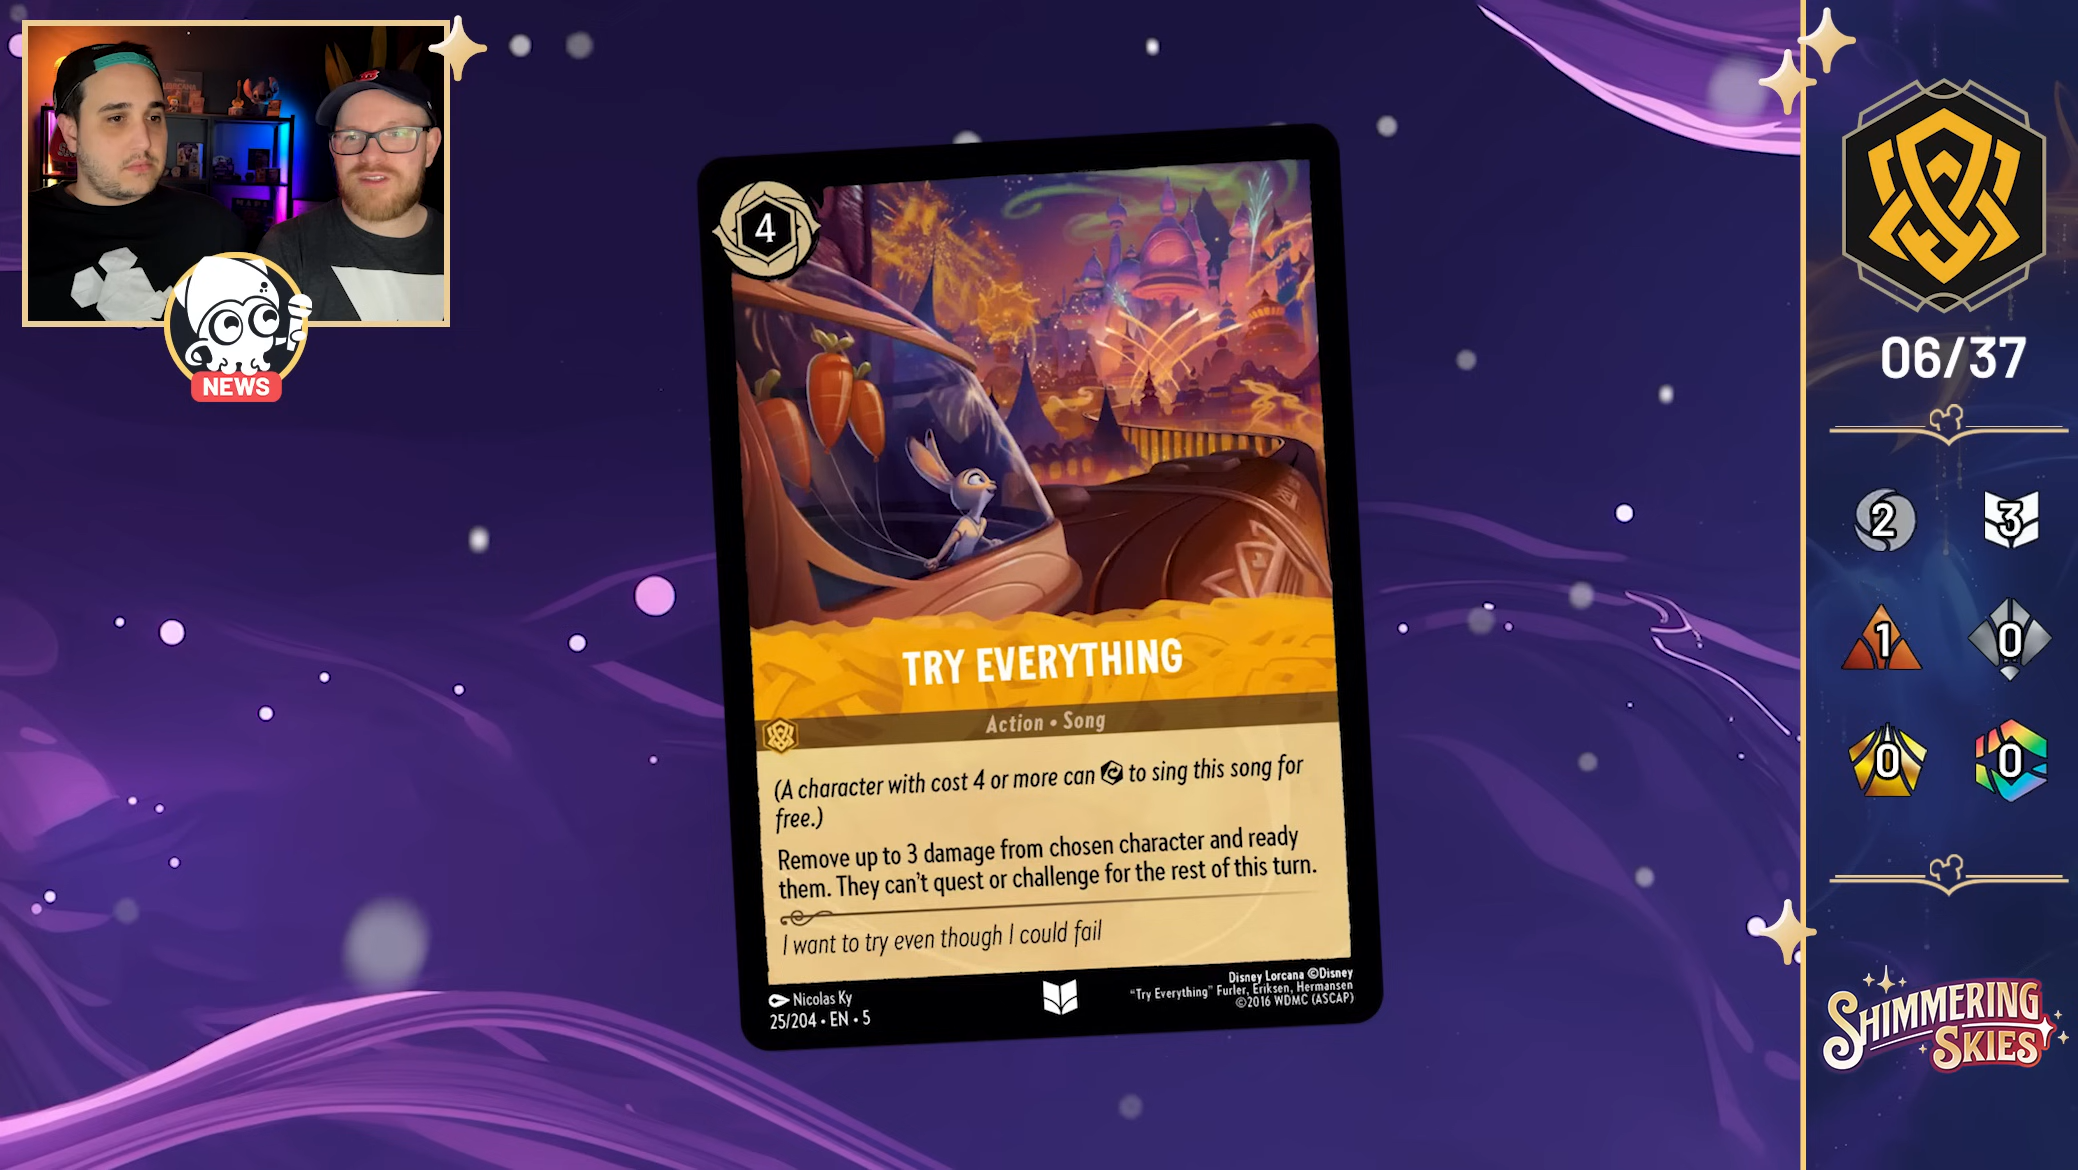 NEWS
4
TRY EVERYTHING
Action • Song
(A character with cost 4 or more can to sing this song for
free.)
Remove up to 3 damage from chosen character and ready
them. They can't quest or challenge for the rest of this turn.
I want to try even though I could fail
Nicolas Ky
25/204 • EN • 5
Disney Lorcana ©Disney
"Try Everything" Furler, Eriksen, Hermansen
©2016 WDMC (ASCAP)
06/37
2 3
1 0
0 0
SHIMMERING
SKIES